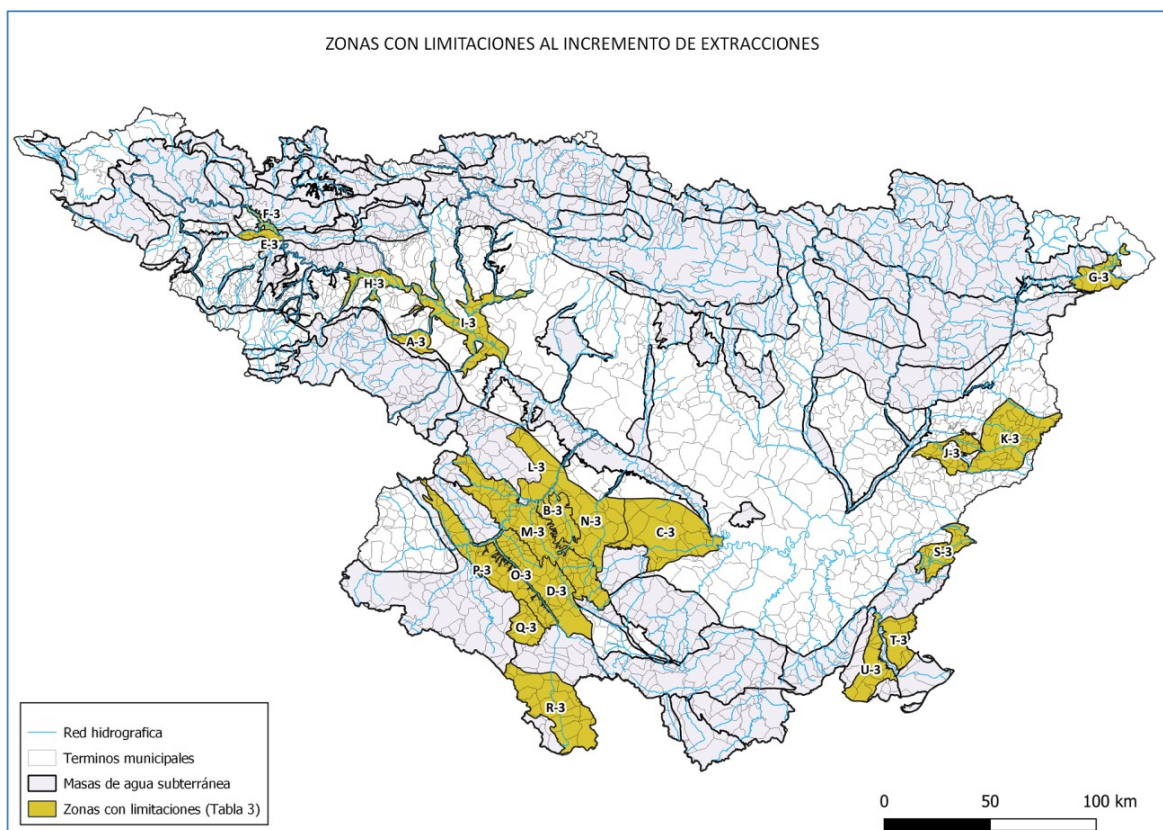 ZONAS CON LIMITACIONES AL INCREMENTO DE EXTRACCIONES
F-3
E-3
G-3
H-3
I-3
A-3
K-3
J-3
L-3
B-3
N-3
C-3
M-3
S-3
P-3
O-3
D-3
Q-3
T-3
U-3
R-3
Red hidrografica
Terminos municipales
Masas de agua subterránea
Zonas con limitaciones (Tabla 3)
0 50 100 km